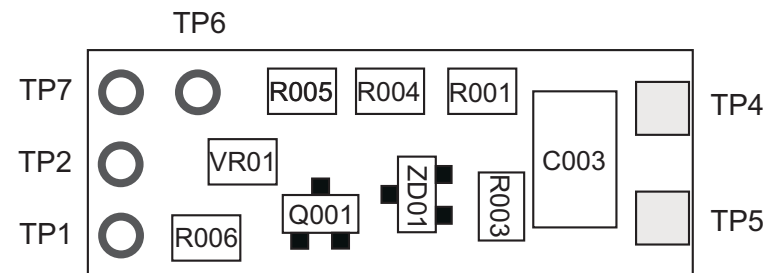 TP6
TP7
R005
R004
R001
TP4
TP2
VR01
ZD01
R003
C003
TP1
R006
Q001
TP5